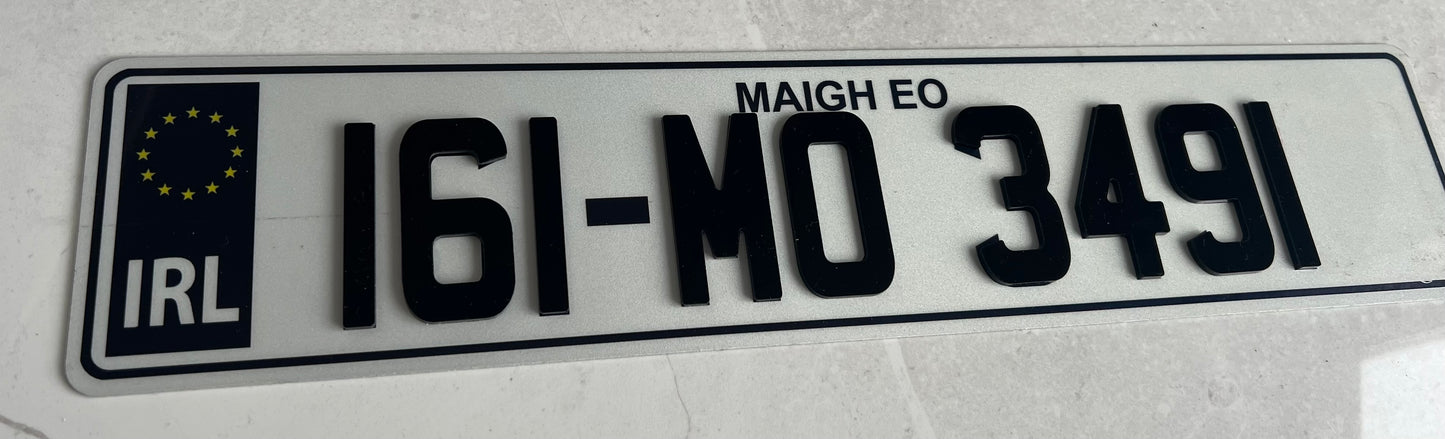 MAIGH EO
IRL 161-MO 3491